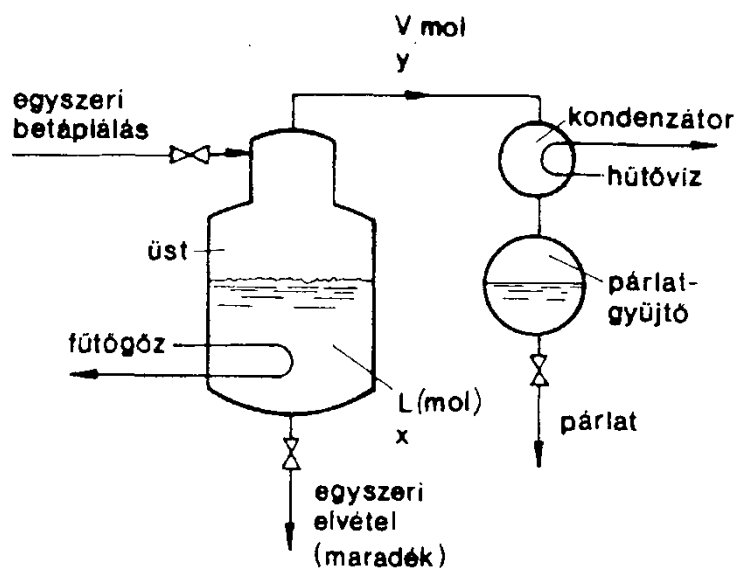 V mol
y
egyszeri
betáplálás
kondenzátor
hűtővíz
üst
párlat-
gyűjtő
fűtőgőz
L(mol)
x
párlat
egyszeri
elvétel
(maradék)